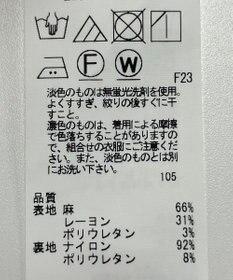 F W
F23
淡色のものは無蛍光洗剤を使用。
よくすすぎ、絞りの後すぐに干
すこと。
濃色のものは、着用による摩擦
で色落ちすることがありますの
で、組合せの衣服にご注意くだ
さい。また、淡色のものとは別
にお洗い下さい。
105
品質
表地 麻 66%
レーヨン 31%
ポリウレタン 3%
裏地 ナイロン 92%
ポリウレタン 8%